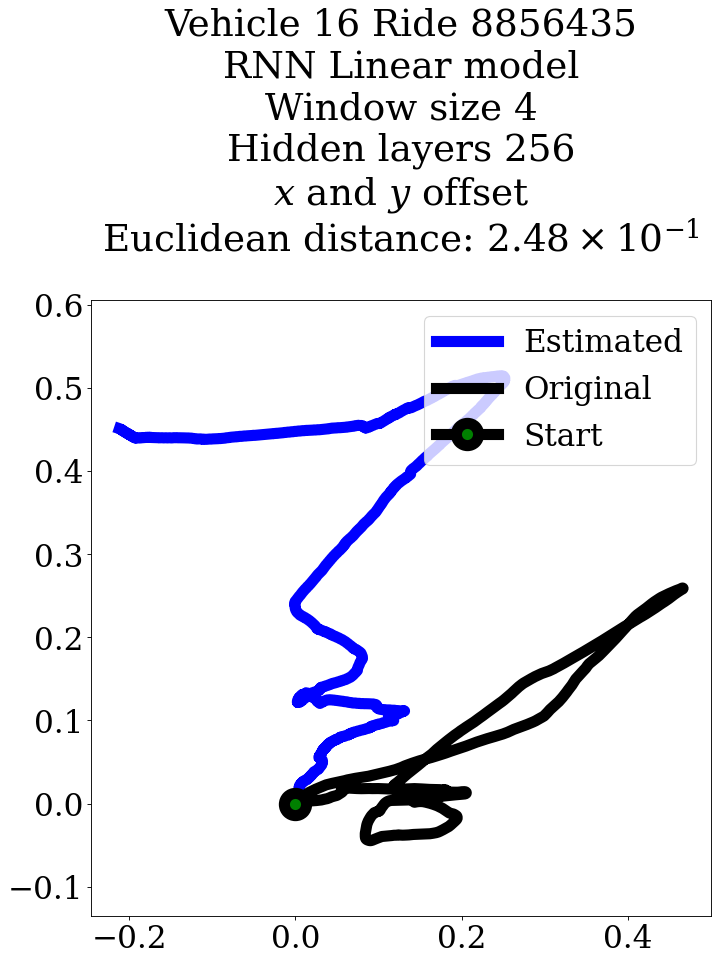 Vehicle 16 Ride 8856435
RNN Linear model
Window size 4
Hidden layers 256
x and y offset
Euclidean distance: 2.48 × 10⁻¹
0.6
0.5
0.4
0.3
0.2
0.1
0.0
−0.1
Estimated
Original
Start
−0.2 0.0 0.2 0.4